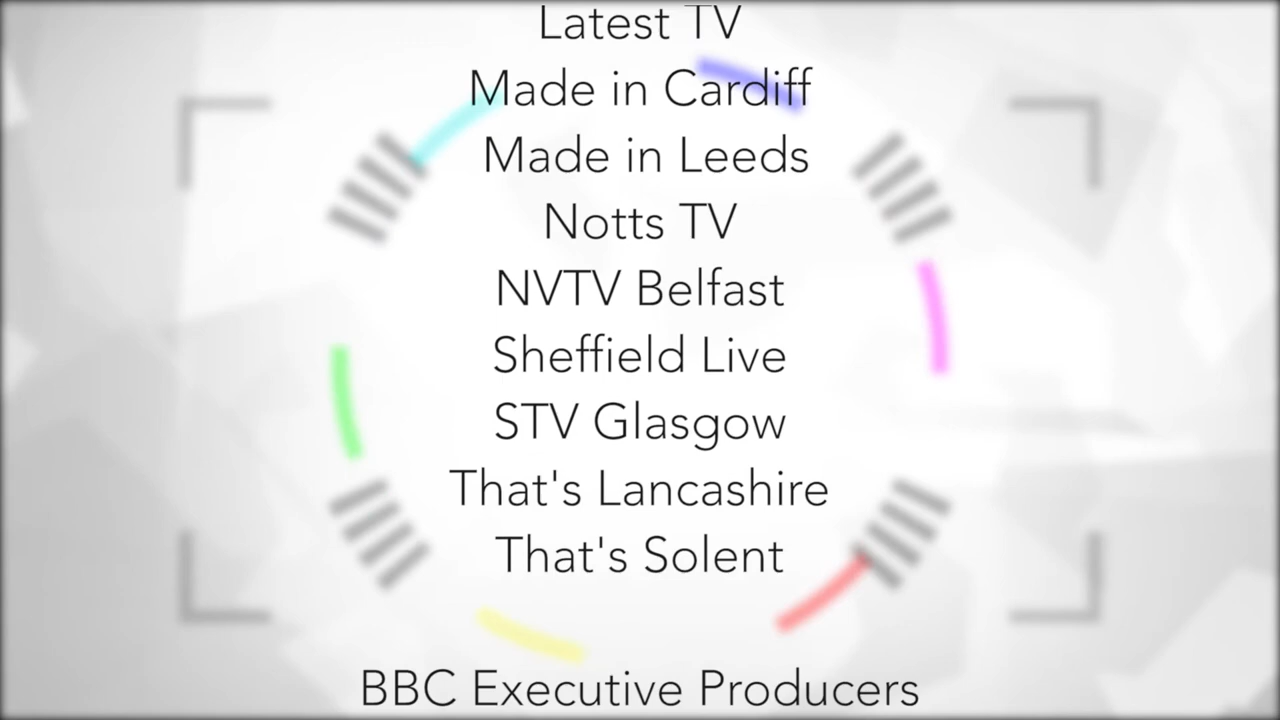 Latest TV
Made in Cardiff
Made in Leeds
Notts TV
NVTV Belfast
Sheffield Live
STV Glasgow
That's Lancashire
That's Solent
BBC Executive Producers